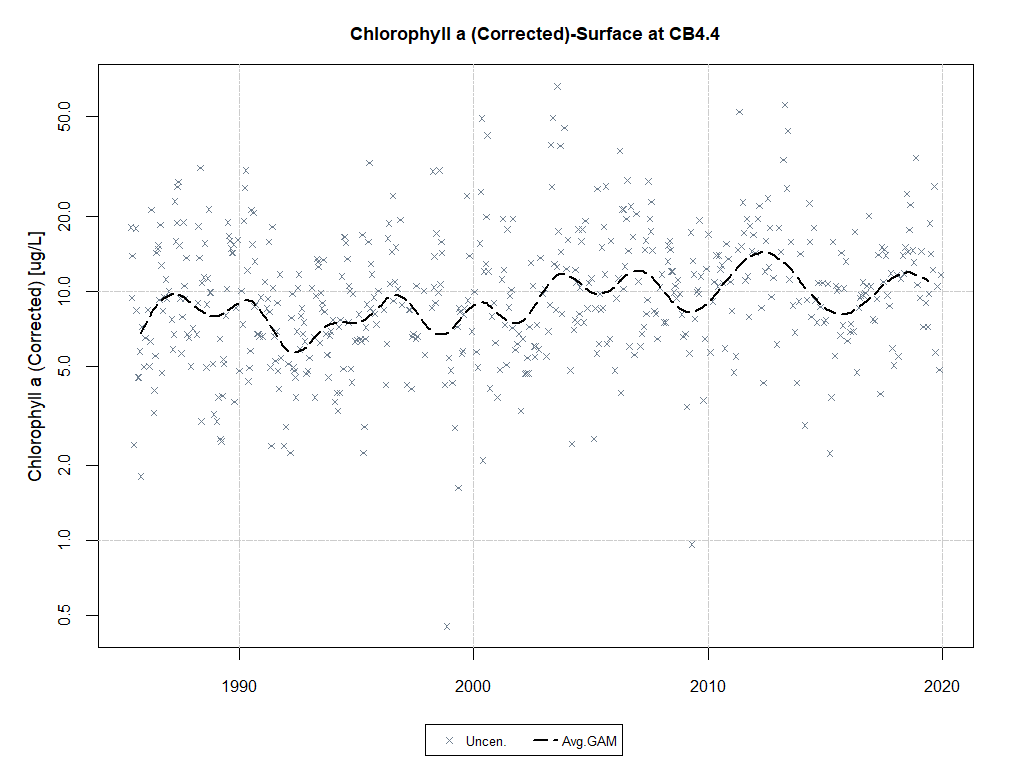 Chlorophyll a (Corrected)-Surface at CB4.4
Chlorophyll a (Corrected) [ug/L]
50.0
20.0
10.0
5.0
2.0
1.0
0.5
1990 2000 2010 2020
Uncen. Avg.GAM